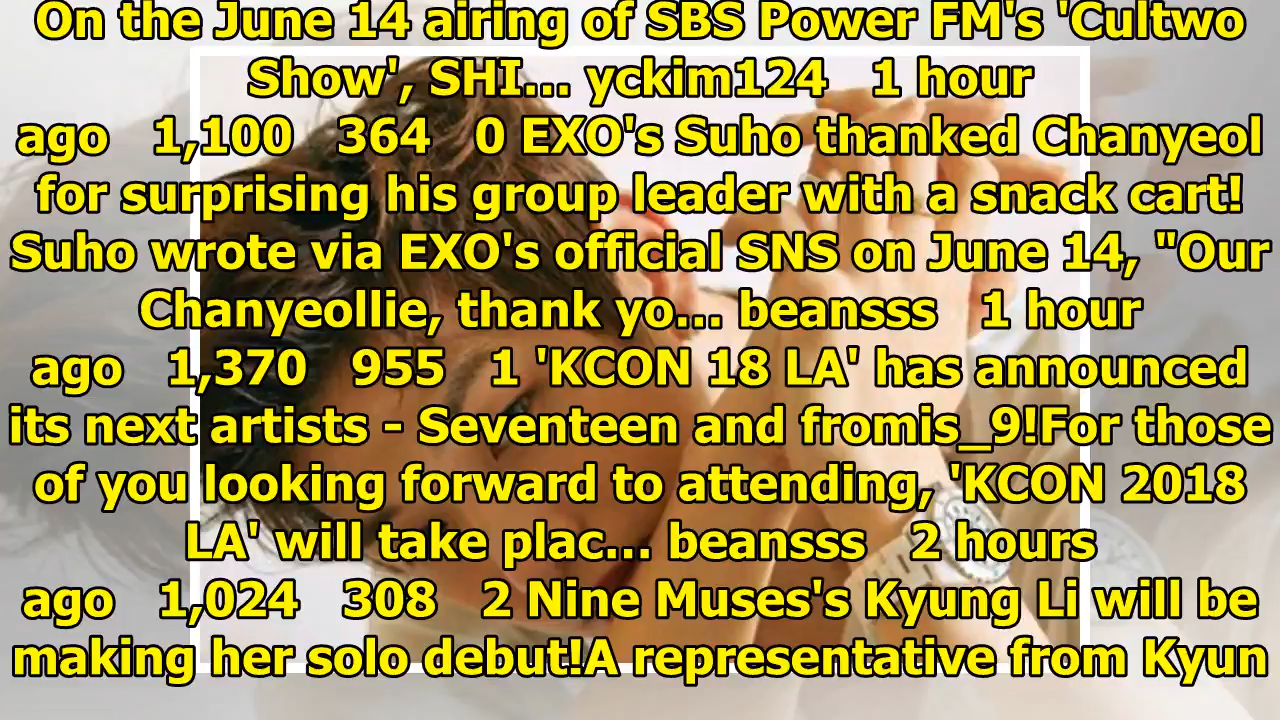 On the June 14 airing of SBS Power FM's 'Cultwo
Show', SHI... yckim124 1 hour
ago 1,100 364 0 EXO's Suho thanked Chanyeol
for surprising his group leader with a snack cart!
Suho wrote via EXO's official SNS on June 14, "Our
Chanyeollie, thank yo... beansss 1 hour
ago 1,370 955 1 'KCON 18 LA' has announced
its next artists - Seventeen and fromis_9!For those
of you looking forward to attending, 'KCON 2018
LA' will take plac... beansss 2 hours
ago 1,024 308 2 Nine Muses's Kyung Li will be
making her solo debut!A representative from Kyun